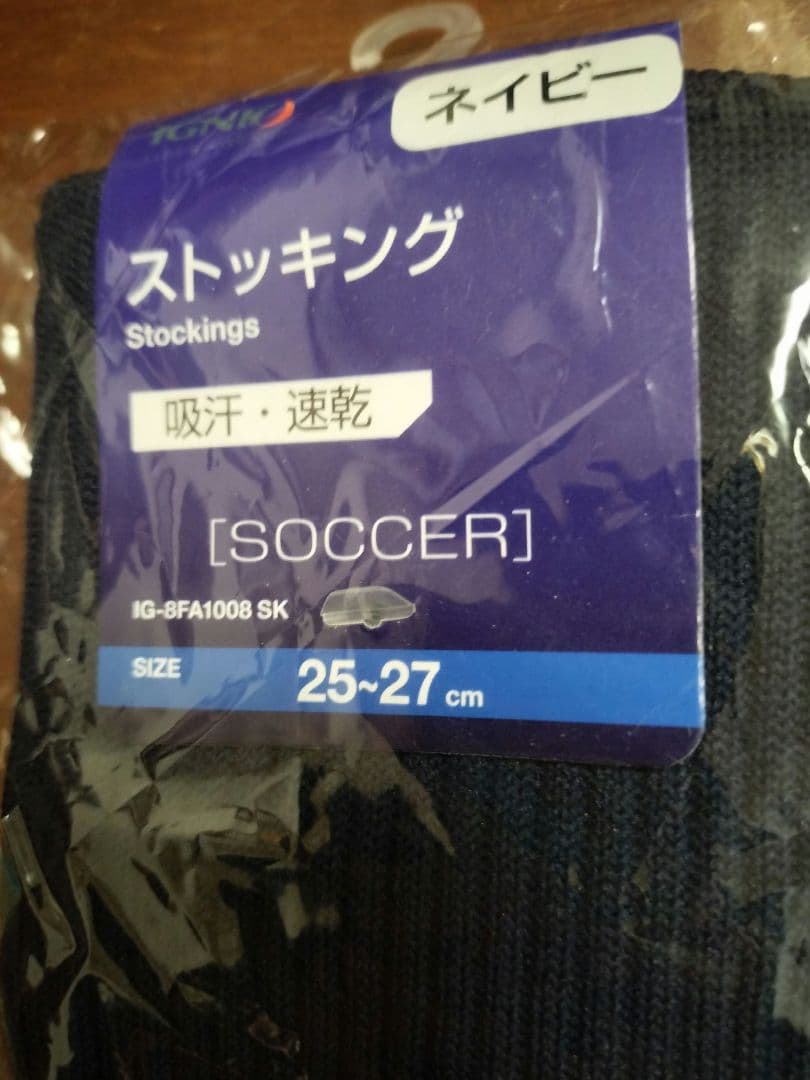 IGNIO
ネイビー
ストッキング
Stockings
吸汗・速乾
[SOCCER]
IG-8FA1008 SK
SIZE 25~27 cm